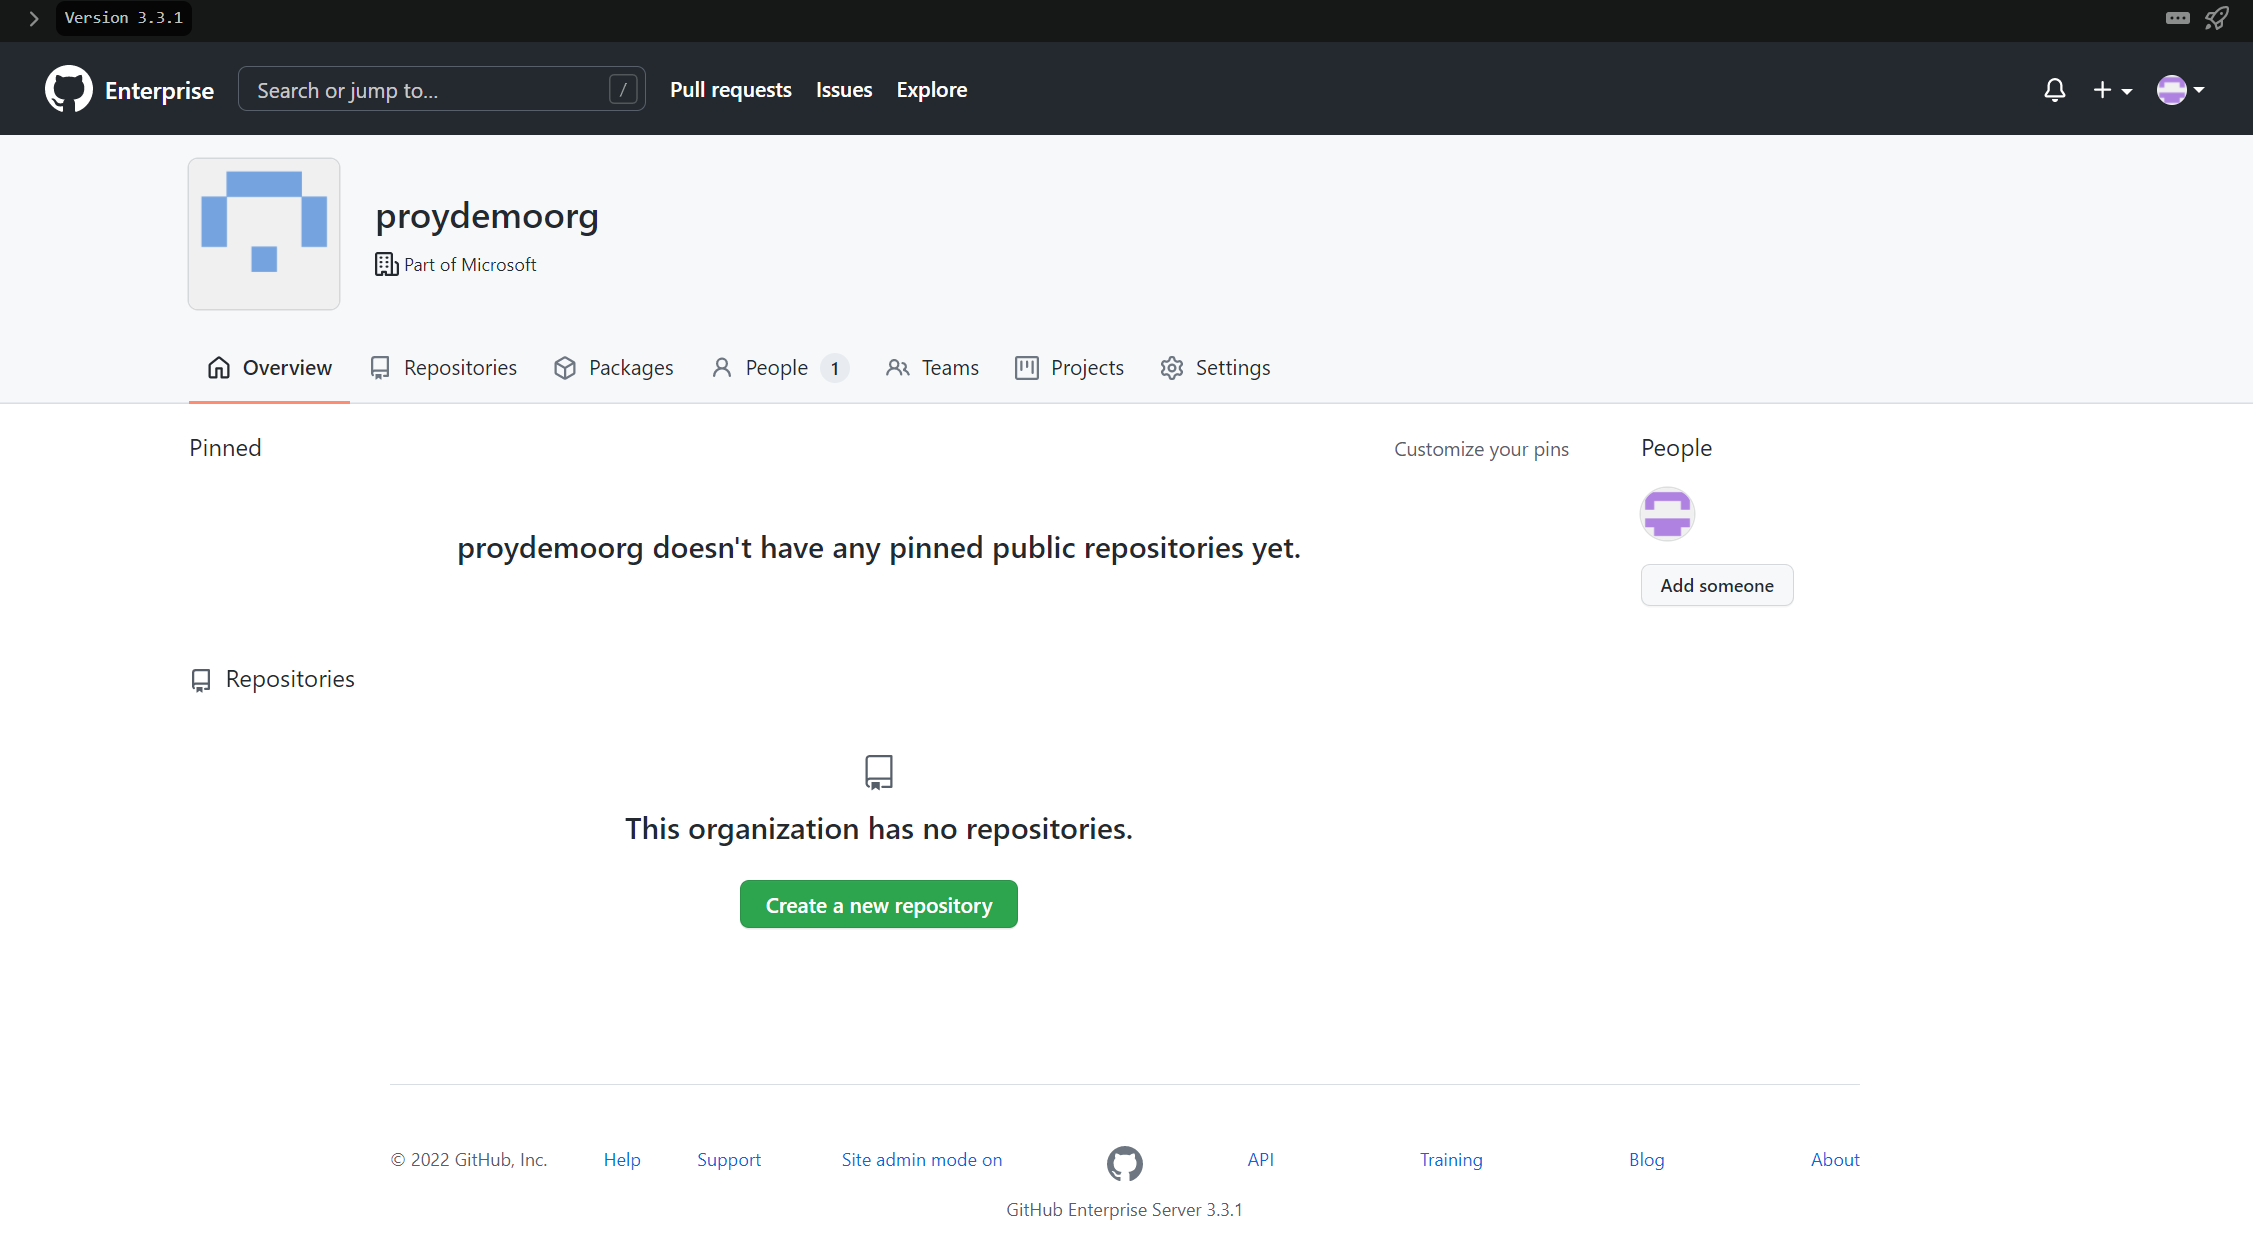 Version 3.3.1
Enterprise Search or jump to... / Pull requests Issues Explore
proydemoorg
Part of Microsoft
Overview Repositories Packages People 1 Teams Projects Settings
Pinned Customize your pins People
proydemoorg doesn't have any pinned public repositories yet.
Add someone
Repositories
This organization has no repositories.
Create a new repository
© 2022 GitHub, Inc. Help Support Site admin mode on API Training Blog About
GitHub Enterprise Server 3.3.1